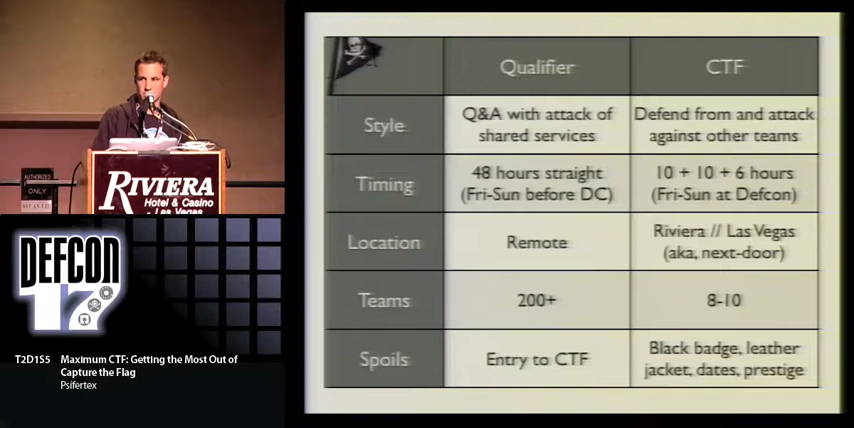 AUTHORIZED
ONLY
RIVIERA
Hotel & Casino
Las Vegas
DEFCON
17
T2D1S5 Maximum CTF: Getting the Most Out of
Capture the Flag
Psifertex
Qualifier CTF
Style Q&A with attack of shared services Defend from and attack against other teams
Timing 48 hours straight (Fri-Sun before DC) 10 + 10 + 6 hours (Fri-Sun at Defcon)
Location Remote Riviera // Las Vegas (aka, next-door)
Teams 200+ 8-10
Spoils Entry to CTF Black badge, leather jacket, dates, prestige